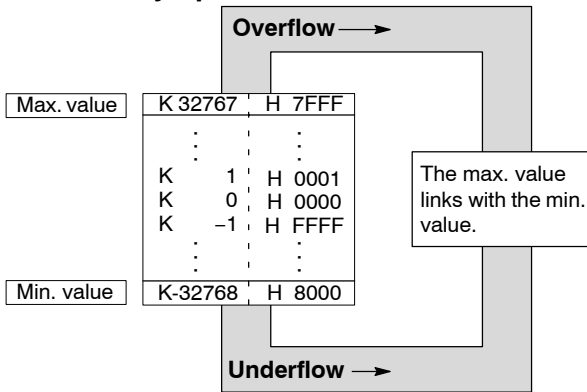 Overflow →
Max. value K 32767 H 7FFF
: :
K 1 H 0001
K 0 H 0000
K −1 H FFFF
: :
Min. value K-32768 H 8000
The max. value
links with the min.
value.
Underflow →